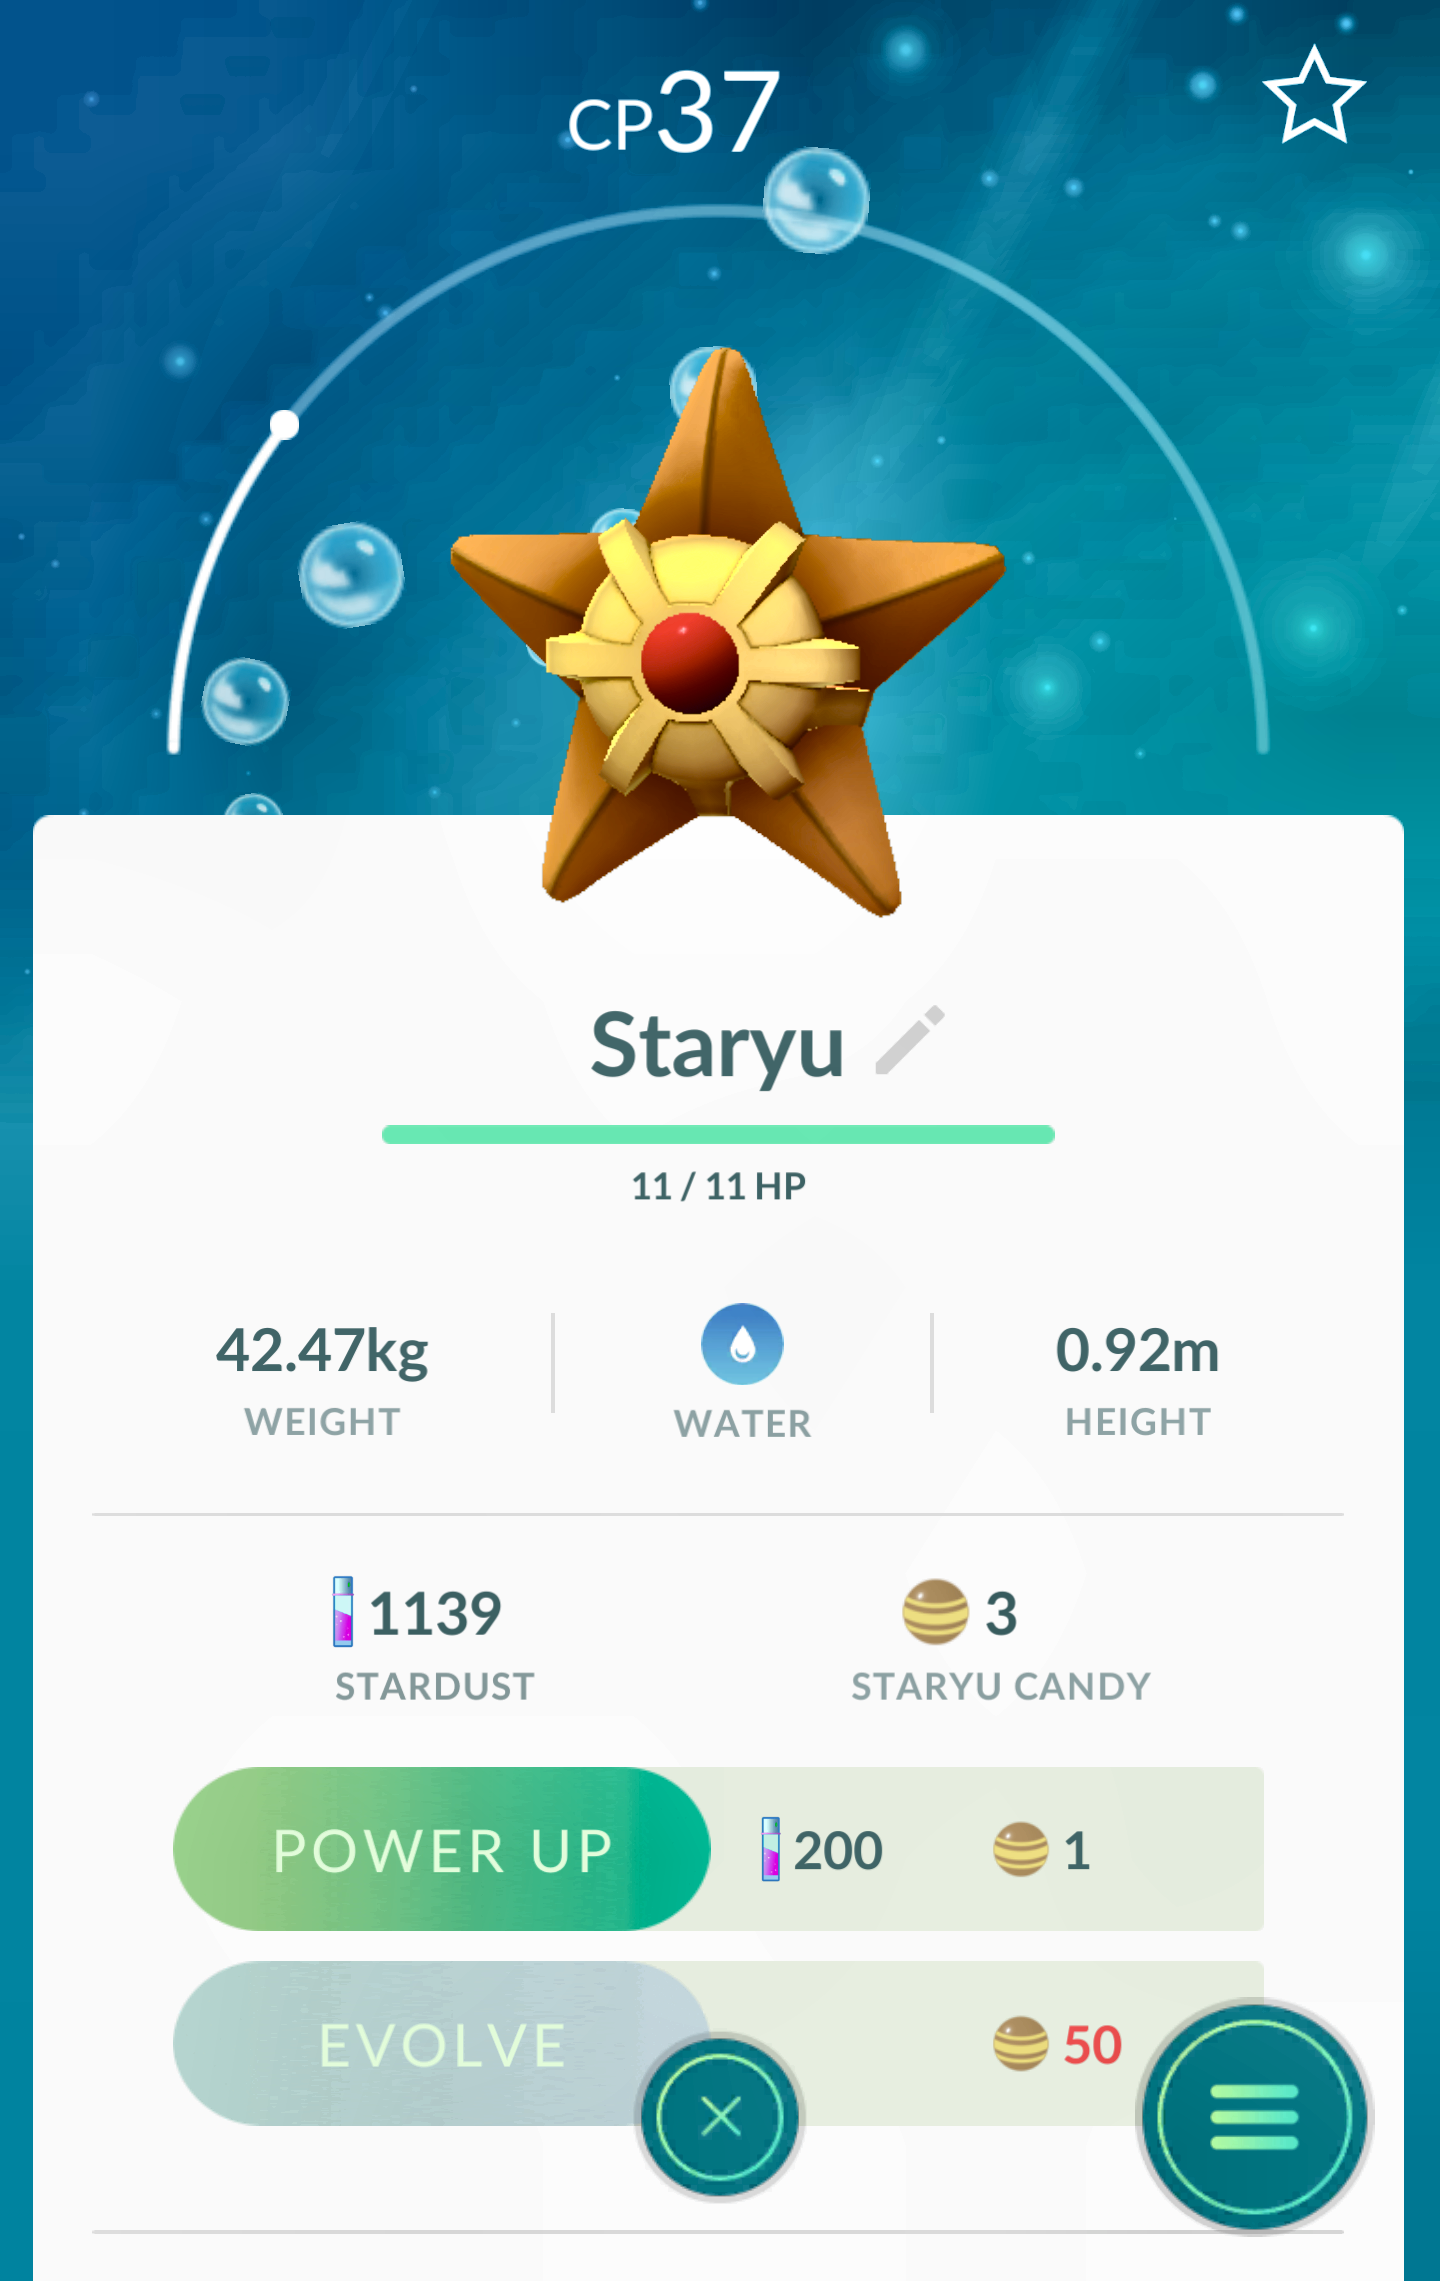 CP37
Staryu
11 / 11 HP
42.47kg
WEIGHT
WATER
0.92m
HEIGHT
1139
STARDUST
3
STARYU CANDY
POWER UP 200 1
EVOLVE 50